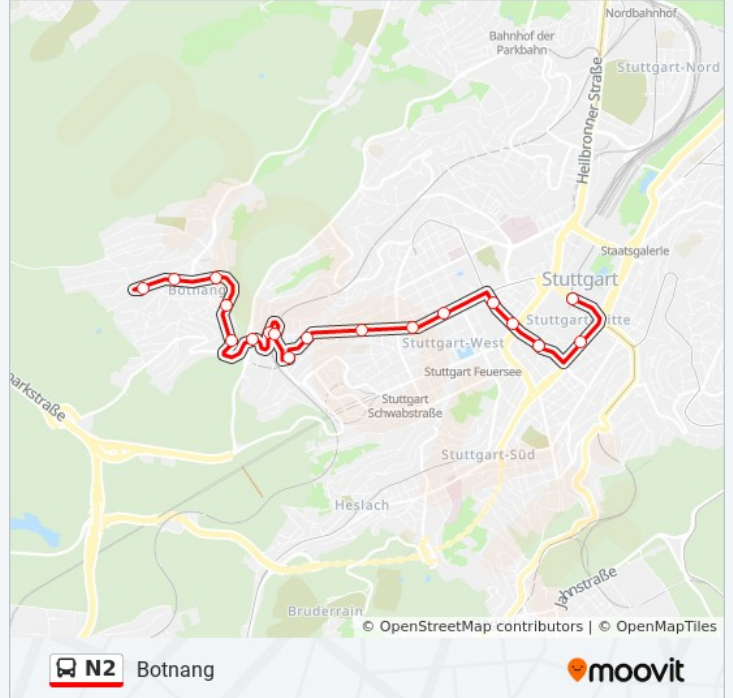 Nordbahnhof
Bahnhof der
Parkbahn
Stuttgart-Nord
Heilbronner Straße
Staatsgalerie
Stuttgart
Botnang
Stuttgart-Mitte
Stuttgart-West
Stuttgart Feuersee
parkstraße
Stuttgart
Schwabstraße
Stuttgart-Süd
Heslach
Jahnstraße
Bruderrain
© OpenStreetMap contributors | © OpenMapTiles
N2 Botnang
moovit